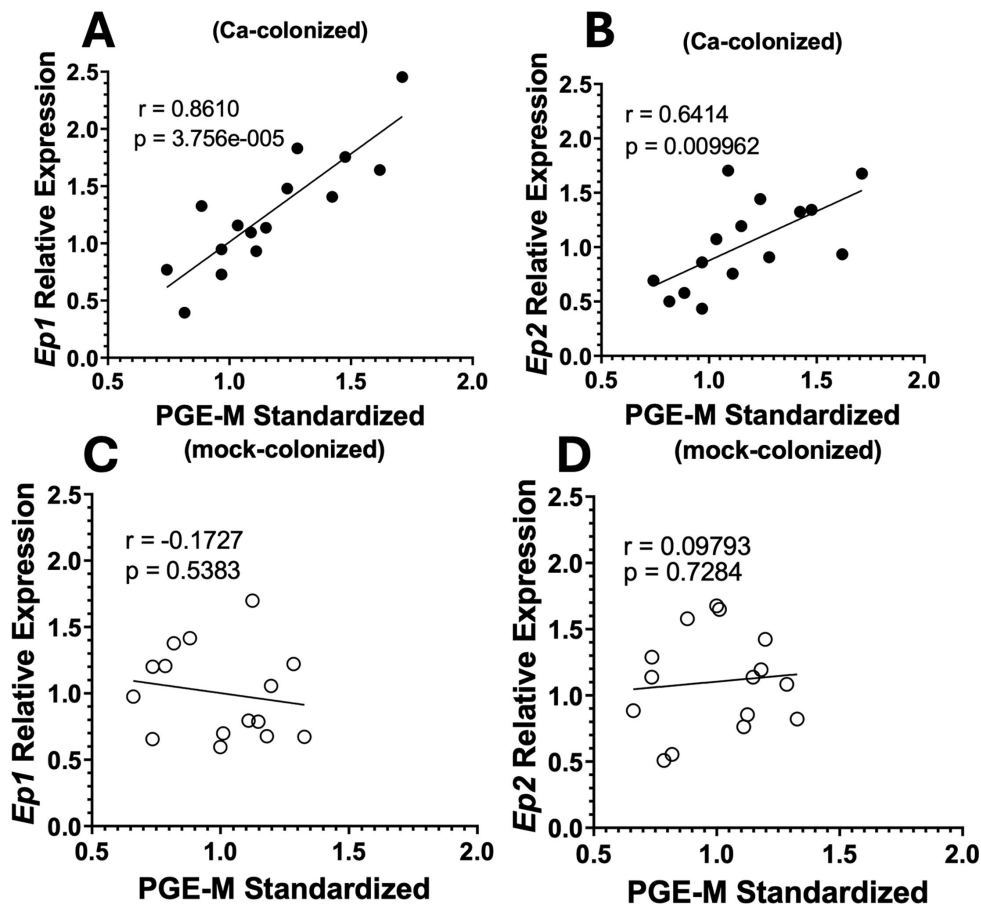 A
(Ca-colonized)
Ep1 Relative Expression
2.5
2.0
1.5
1.0
0.5
0.0
r = 0.8610
p = 3.756e-005
0.5 1.0 1.5 2.0
PGE-M Standardized
B
(Ca-colonized)
Ep2 Relative Expression
2.5
2.0
1.5
1.0
0.5
0.0
r = 0.6414
p = 0.009962
0.5 1.0 1.5 2.0
PGE-M Standardized
C
(mock-colonized)
Ep1 Relative Expression
2.5
2.0
1.5
1.0
0.5
0.0
r = -0.1727
p = 0.5383
0.5 1.0 1.5 2.0
PGE-M Standardized
D
(mock-colonized)
Ep2 Relative Expression
2.5
2.0
1.5
1.0
0.5
0.0
r = 0.09793
p = 0.7284
0.5 1.0 1.5 2.0
PGE-M Standardized